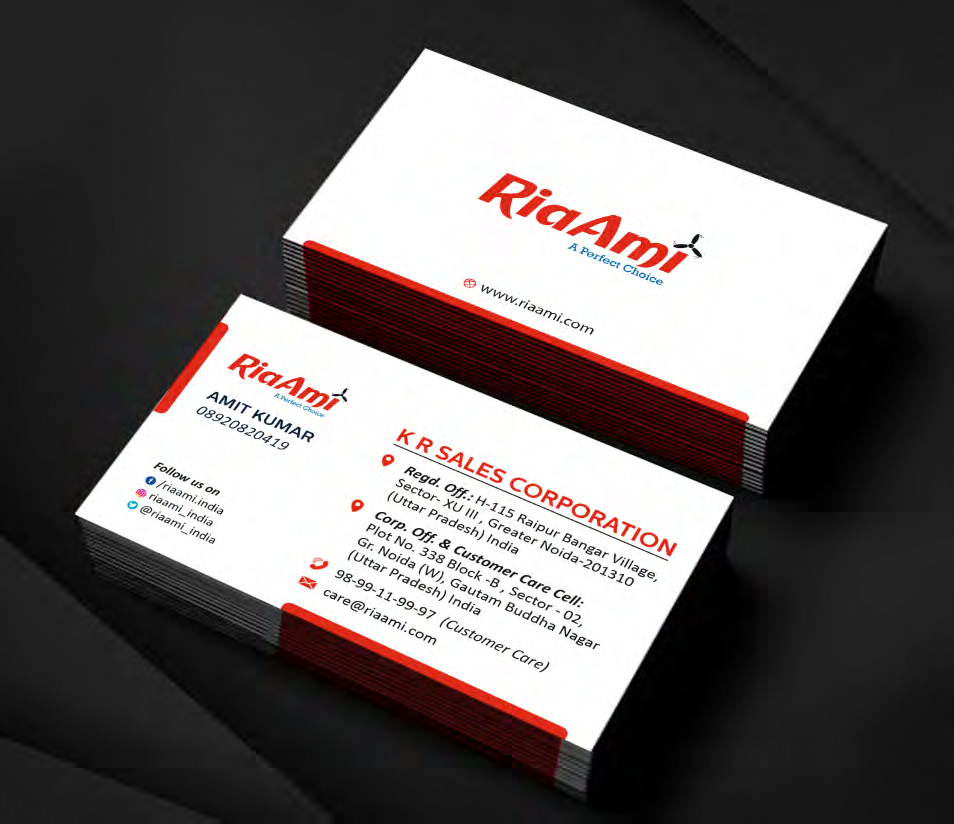 RiaAmi
A Perfect Choice
www.riaami.com
RiaAmi
A Perfect Choice
AMIT KUMAR
08920820419
Follow us on
/riaami.india
riaami_india
@riaami_india
K R SALES CORPORATION
Regd. Off.: H-115 Raipur Bangar Village,
Sector- XU III , Greater Noida-201310
(Uttar Pradesh) India
Corp. Off. & Customer Care Cell:
Plot No. 338 Block -B , Sector - 02,
Gr. Noida (W), Gautam Buddha Nagar
(Uttar Pradesh) India
98-99-11-99-97 (Customer Care)
care@riaami.com